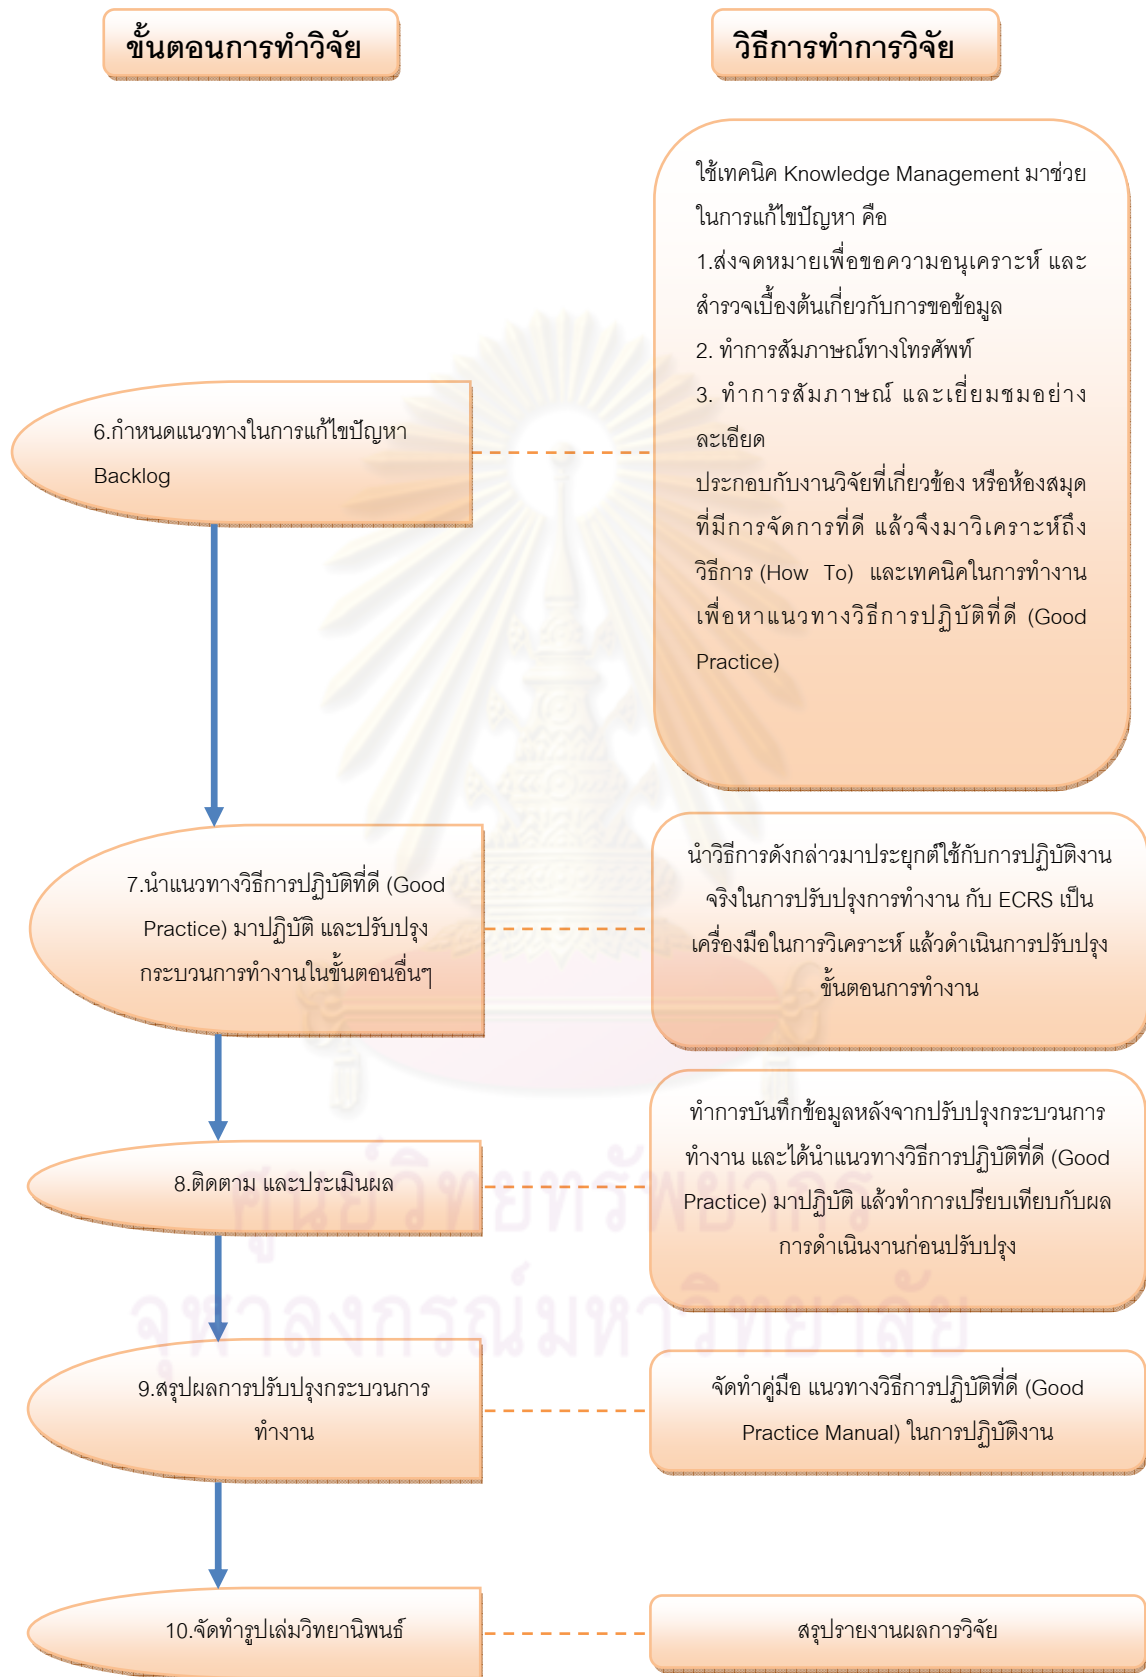 ขั้นตอนการทำวิจัย
วิธีการทำการวิจัย
6.กำหนดแนวทางในการแก้ไขปัญหา
Backlog
ใช้เทคนิค Knowledge Management มาช่วย
ในการแก้ไขปัญหา คือ
1.ส่งจดหมายเพื่อขอความอนุเคราะห์ และ
สำรวจเบื้องต้นเกี่ยวกับการขอข้อมูล
2. ทำการสัมภาษณ์ทางโทรศัพท์
3. ทำการสัมภาษณ์ และเยี่ยมชมอย่าง
ละเอียด
ประกอบกับงานวิจัยที่เกี่ยวข้อง หรือห้องสมุด
ที่มีการจัดการที่ดี แล้วจึงมาวิเคราะห์ถึง
วิธีการ (How To) และเทคนิคในการทำงาน
เพื่อหาแนวทางวิธีการปฏิบัติที่ดี (Good
Practice)
7.นำแนวทางวิธีการปฏิบัติที่ดี (Good
Practice) มาปฏิบัติ และปรับปรุง
กระบวนการทำงานในขั้นตอนอื่นๆ
นำวิธีการดังกล่าวมาประยุกต์ใช้กับการปฏิบัติงาน
จริงในการปรับปรุงการทำงาน กับ ECRS เป็น
เครื่องมือในการวิเคราะห์ แล้วดำเนินการปรับปรุง
ขั้นตอนการทำงาน
8.ติดตาม และประเมินผล
ทำการบันทึกข้อมูลหลังจากปรับปรุงกระบวนการ
ทำงาน และได้นำแนวทางวิธีการปฏิบัติที่ดี (Good
Practice) มาปฏิบัติ แล้วทำการเปรียบเทียบกับผล
การดำเนินงานก่อนปรับปรุง
ศูนย์วิทยทรัพยากร
จุฬาลงกรณ์มหาวิทยาลัย
9.สรุปผลการปรับปรุงกระบวนการ
ทำงาน
จัดทำคู่มือ แนวทางวิธีการปฏิบัติที่ดี (Good
Practice Manual) ในการปฏิบัติงาน
10.จัดทำรูปเล่มวิทยานิพนธ์
สรุปรายงานผลการวิจัย